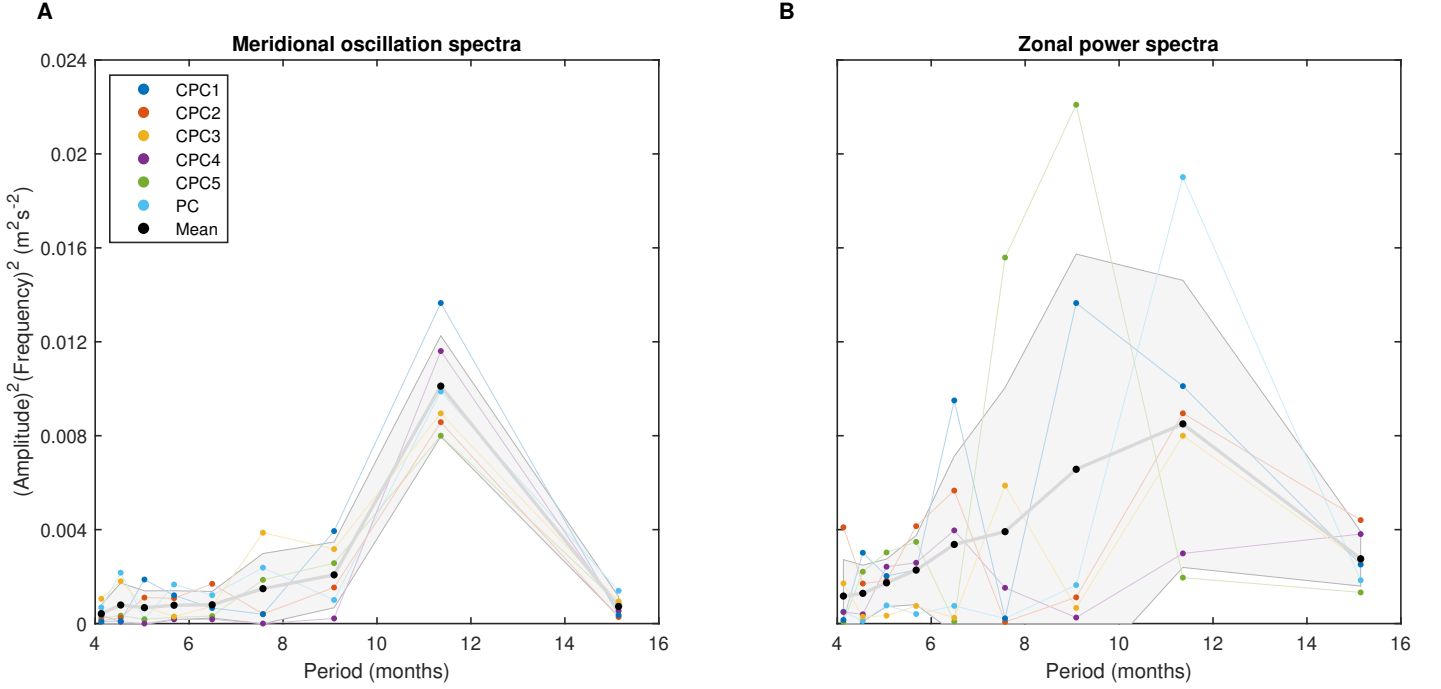 A
Meridional oscillation spectra
(Amplitude)²(Frequency)² (m²s⁻²)
0.024
0.02
0.016
0.012
0.008
0.004
0
CPC1
CPC2
CPC3
CPC4
CPC5
PC
Mean
4 6 8 10 12 14 16
Period (months)
B
Zonal power spectra
4 6 8 10 12 14 16
Period (months)